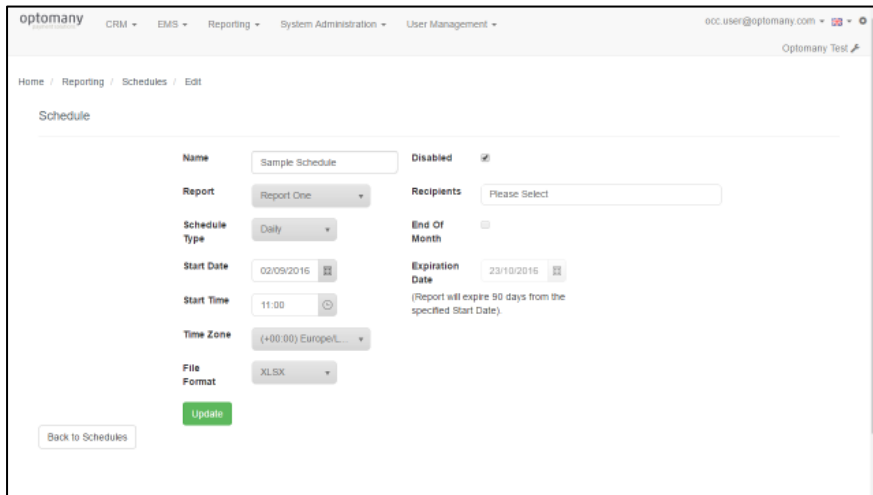 optomany CRM EMS Reporting System Administration User Management occ.user@optomany.com
Optomany Test
Home / Reporting / Schedules / Edit
Schedule
Name Sample Schedule Disabled
Report Report One Recipients Please Select
Schedule Type Daily End Of Month
Start Date 02/09/2016 Expiration Date 23/10/2016
Start Time 11:00 (Report will expire 90 days from the specified Start Date).
Time Zone (+00:00) Europe/L...
File Format XLSX
Update
Back to Schedules